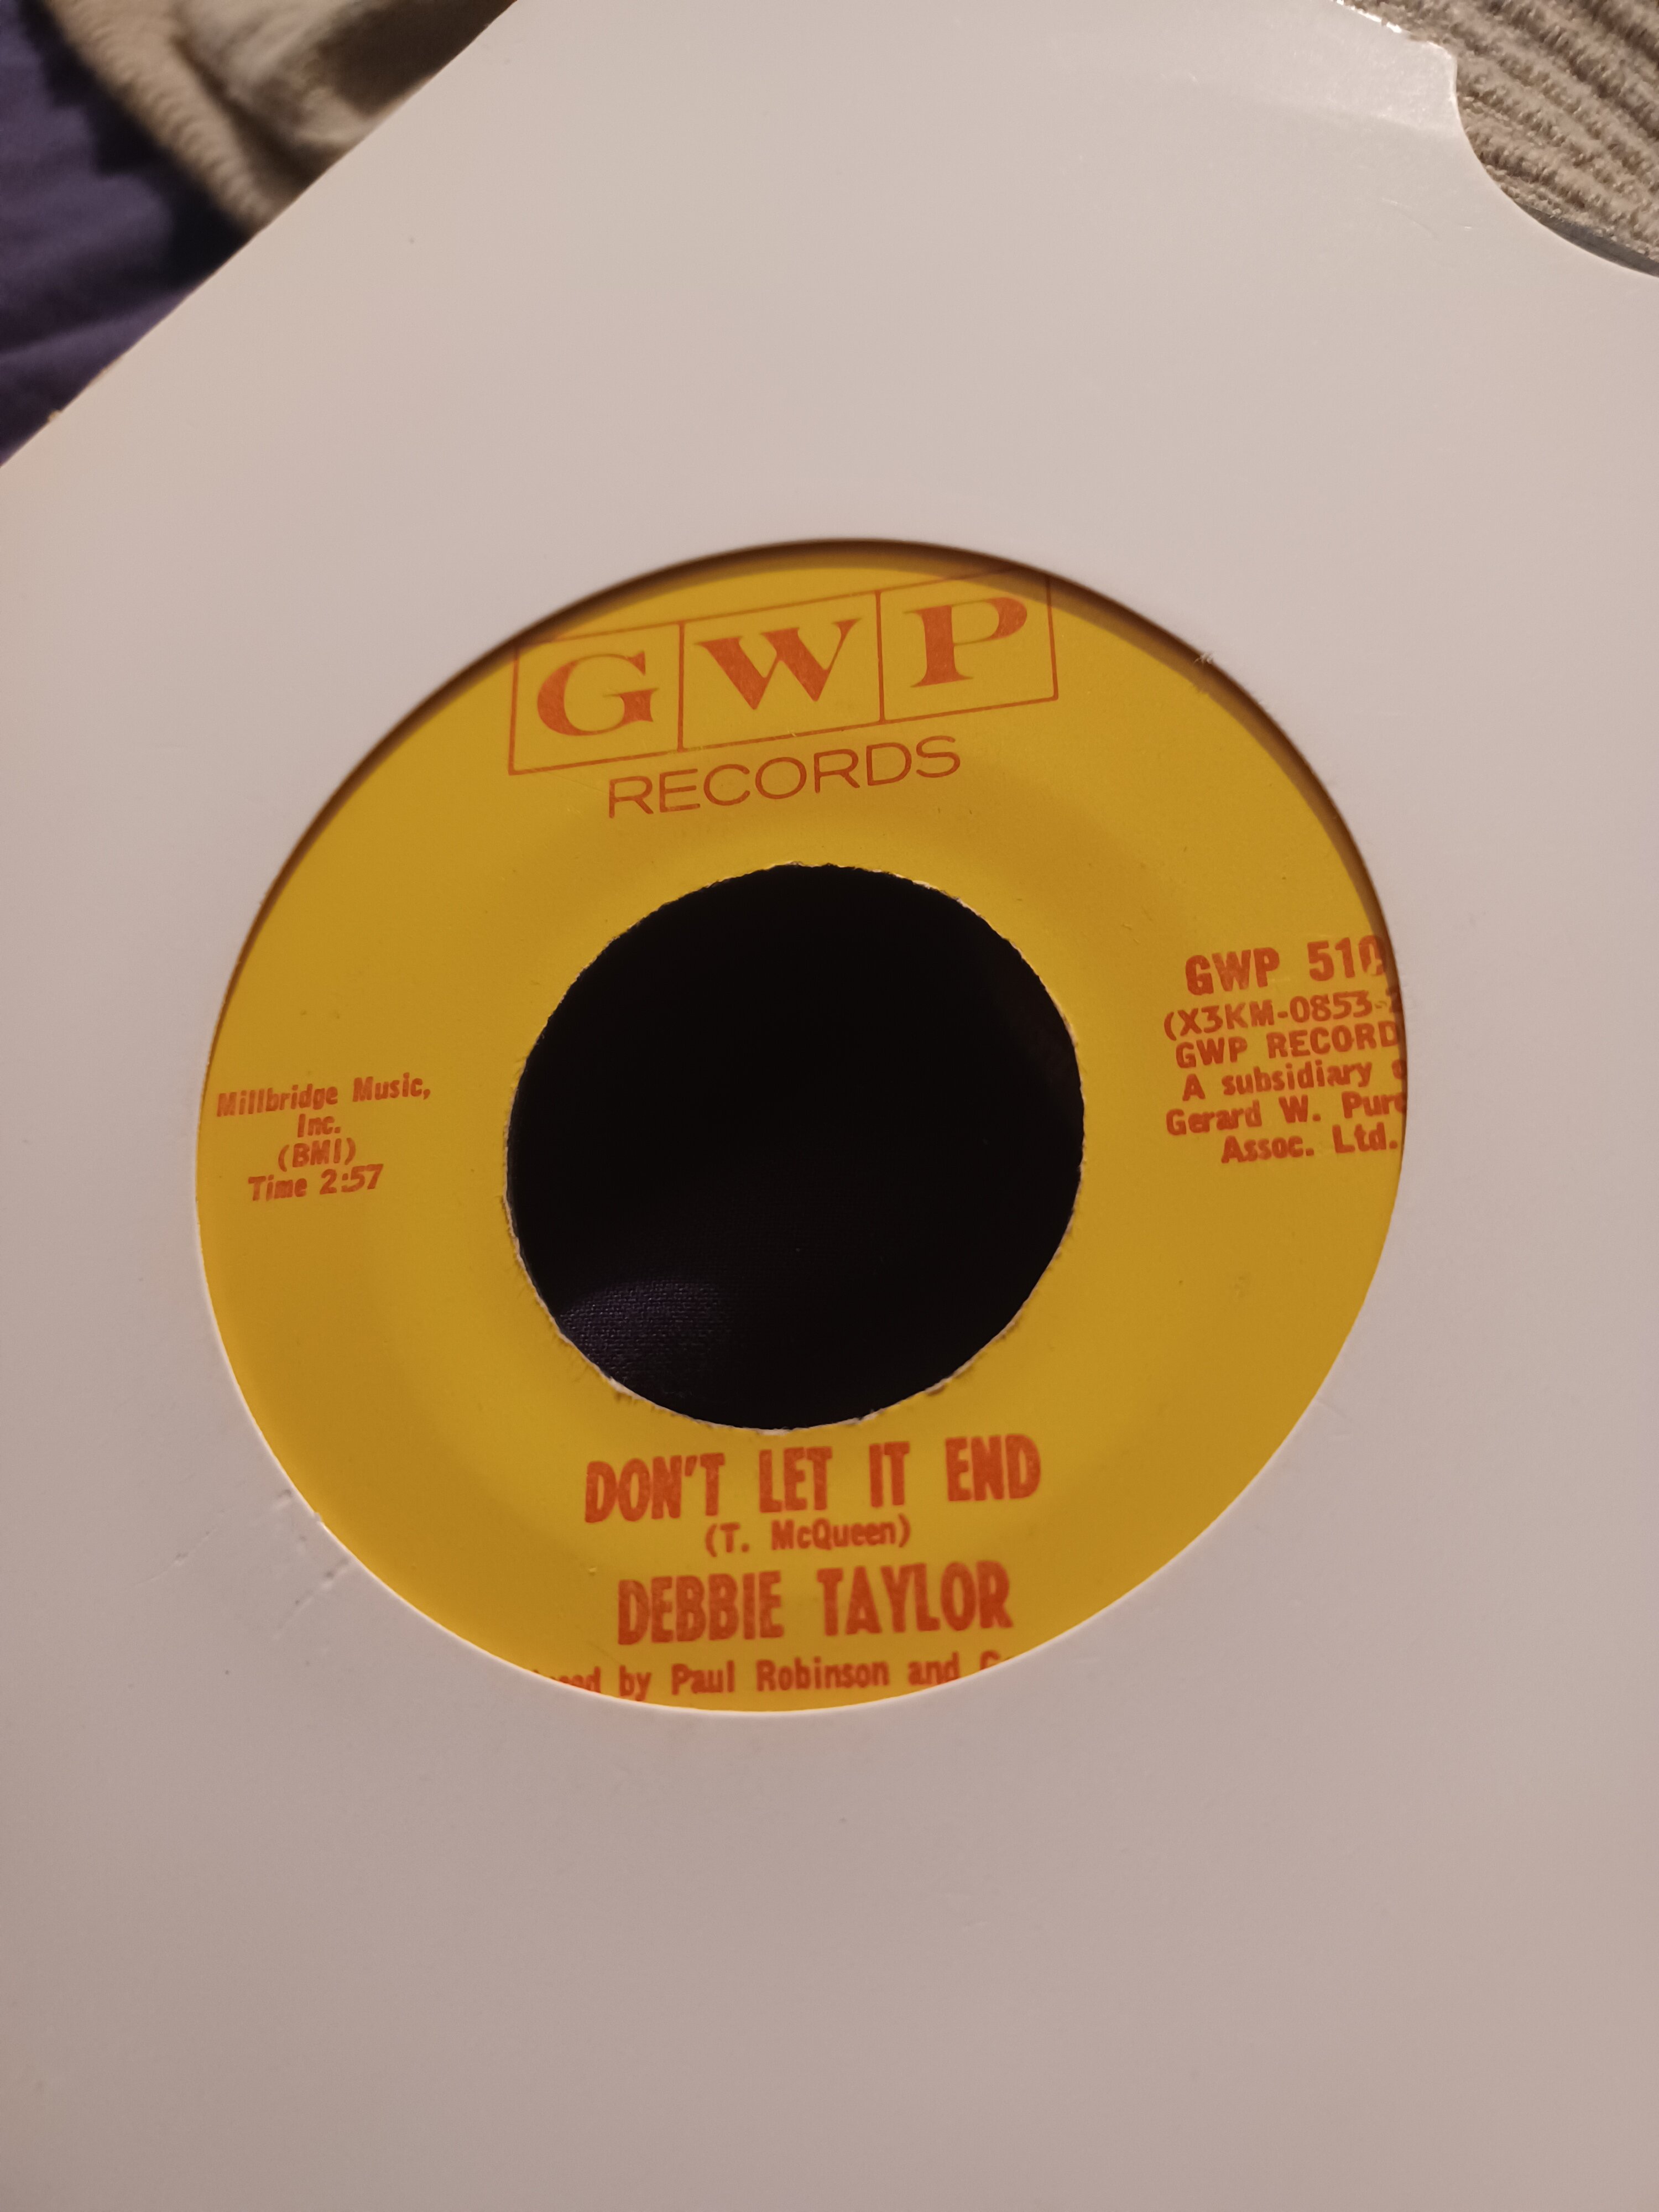 GWP
RECORDS
GWP 510
(X3KM-0853-
GWP RECORD
A subsidiary
Gerard W. Pur
Assoc. Ltd.
Millbridge Music,
Inc.
(BMI)
Time 2:57
DON'T LET IT END
(T. McQueen)
DEBBIE TAYLOR
by Paul Robinson and